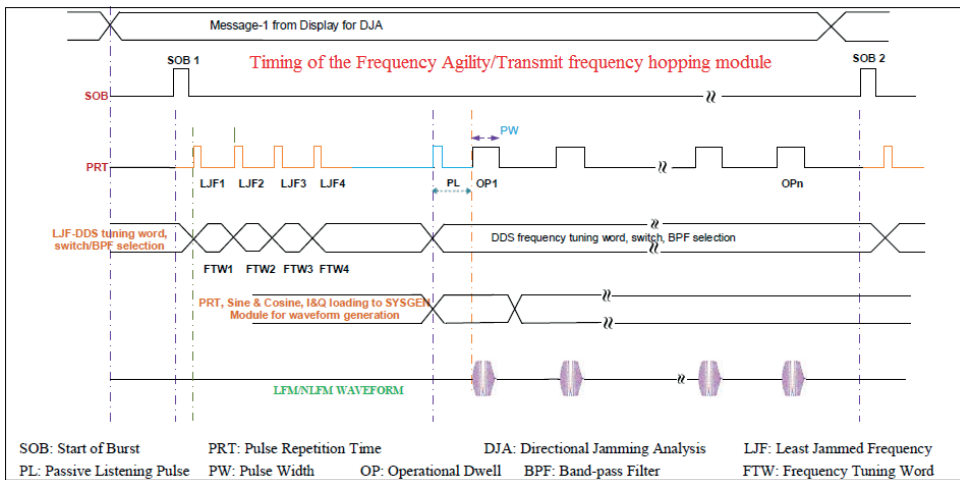 Message-1 from Display for DJA
SOB 1
Timing of the Frequency Agility/Transmit frequency hopping module
SOB 2
SOB
PW
PRT
LJF1 LJF2 LJF3 LJF4 PL OP1 OPn
LJF-DDS tuning word,
switch/BPF selection
DDS frequency tuning word, switch, BPF selection
FTW1 FTW2 FTW3 FTW4
PRT, Sine & Cosine, I&Q loading to SYSGEN
Module for waveform generation
LFM/NLFM WAVEFORM
SOB: Start of Burst PRT: Pulse Repetition Time DJA: Directional Jamming Analysis LJF: Least Jammed Frequency
PL: Passive Listening Pulse PW: Pulse Width OP: Operational Dwell BPF: Band-pass Filter FTW: Frequency Tuning Word